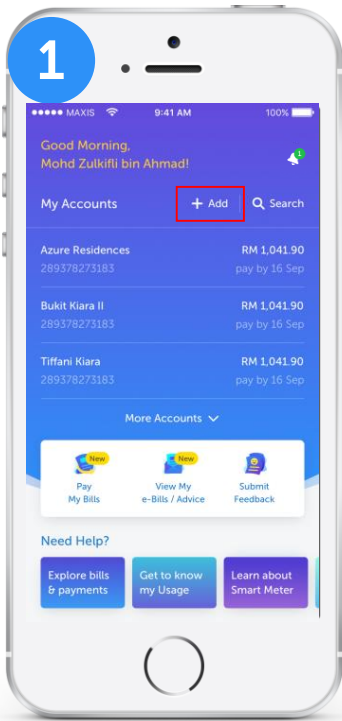 1
MAXIS 9:41 AM 100%
Good Morning,
Mohd Zulkifli bin Ahmad!
1
My Accounts + Add Search
Azure Residences RM 1,041.90
289378273183 pay by 16 Sep
Bukit Kiara II RM 1,041.90
289378273183 pay by 16 Sep
Tiffani Kiara RM 1,041.90
289378273183 pay by 16 Sep
More Accounts
New New
Pay View My Submit
My Bills e-Bills / Advice Feedback
Need Help?
Explore bills Get to know Learn about
& payments my Usage Smart Meter